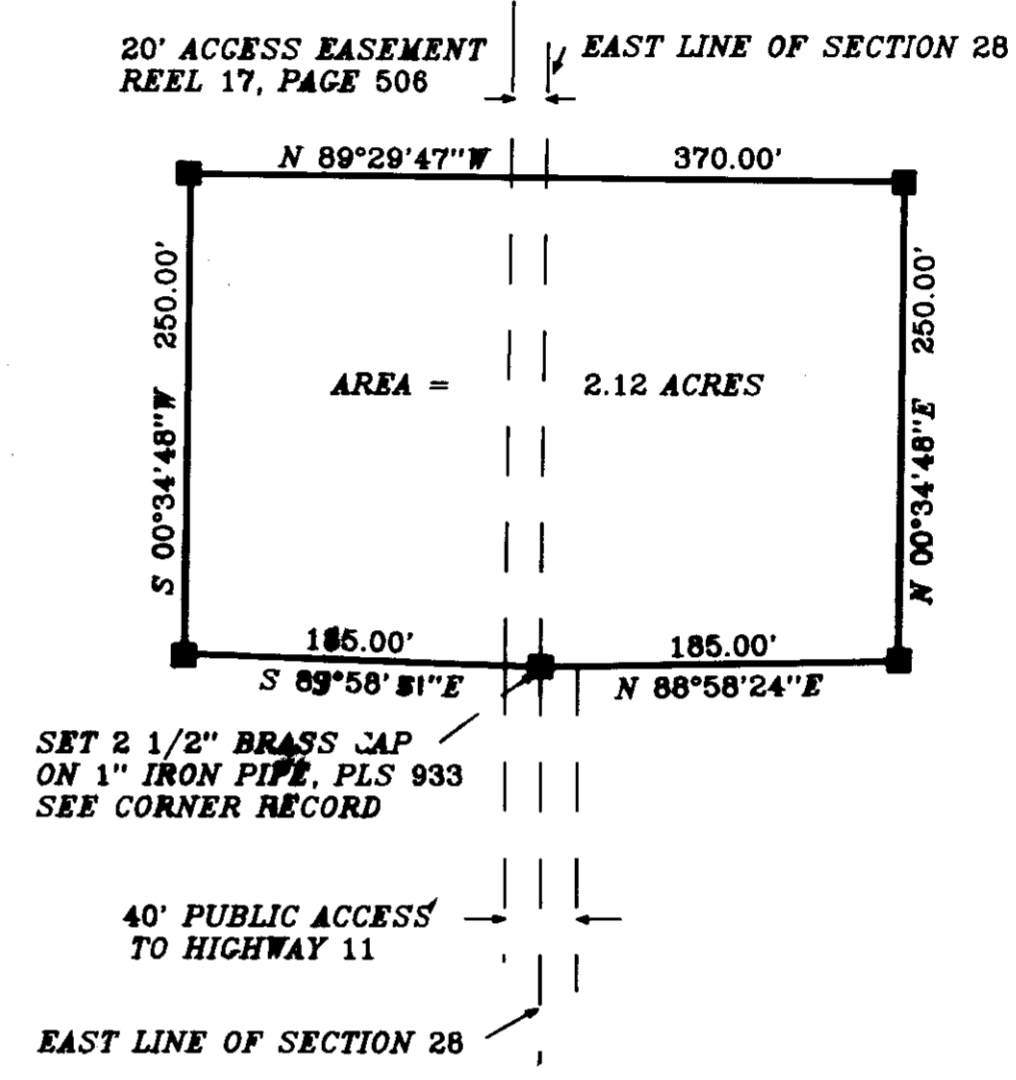 20' ACCESS EASEMENT
REEL 17, PAGE 506
EAST LINE OF SECTION 28
N 89°29'47"W
370.00'
S 00°34'48"W 250.00'
N 00°34'48"E 250.00'
AREA =
2.12 ACRES
185.00'
S 89°58'51"E
185.00'
N 88°58'24"E
SET 2 1/2" BRASS CAP
ON 1" IRON PIPE, PLS 933
SEE CORNER RECORD
40' PUBLIC ACCESS
TO HIGHWAY 11
EAST LINE OF SECTION 28